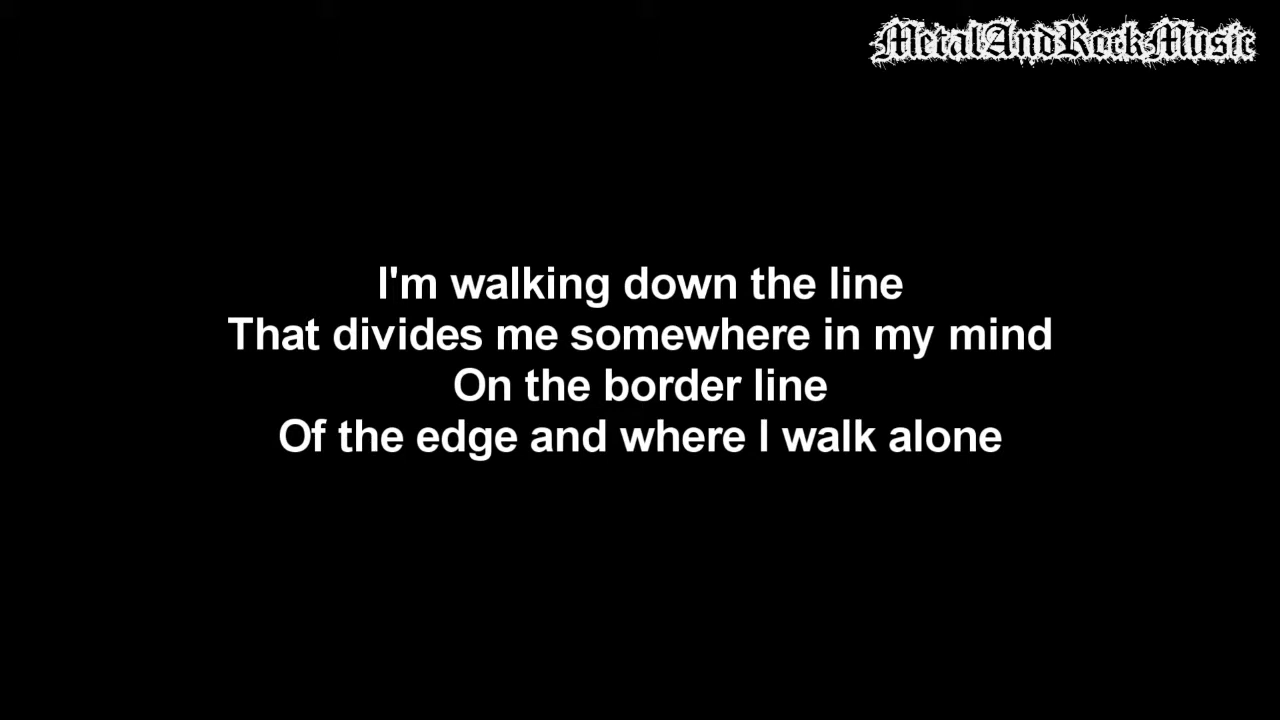 MetalAndRockMusic
I'm walking down the line
That divides me somewhere in my mind
On the border line
Of the edge and where I walk alone